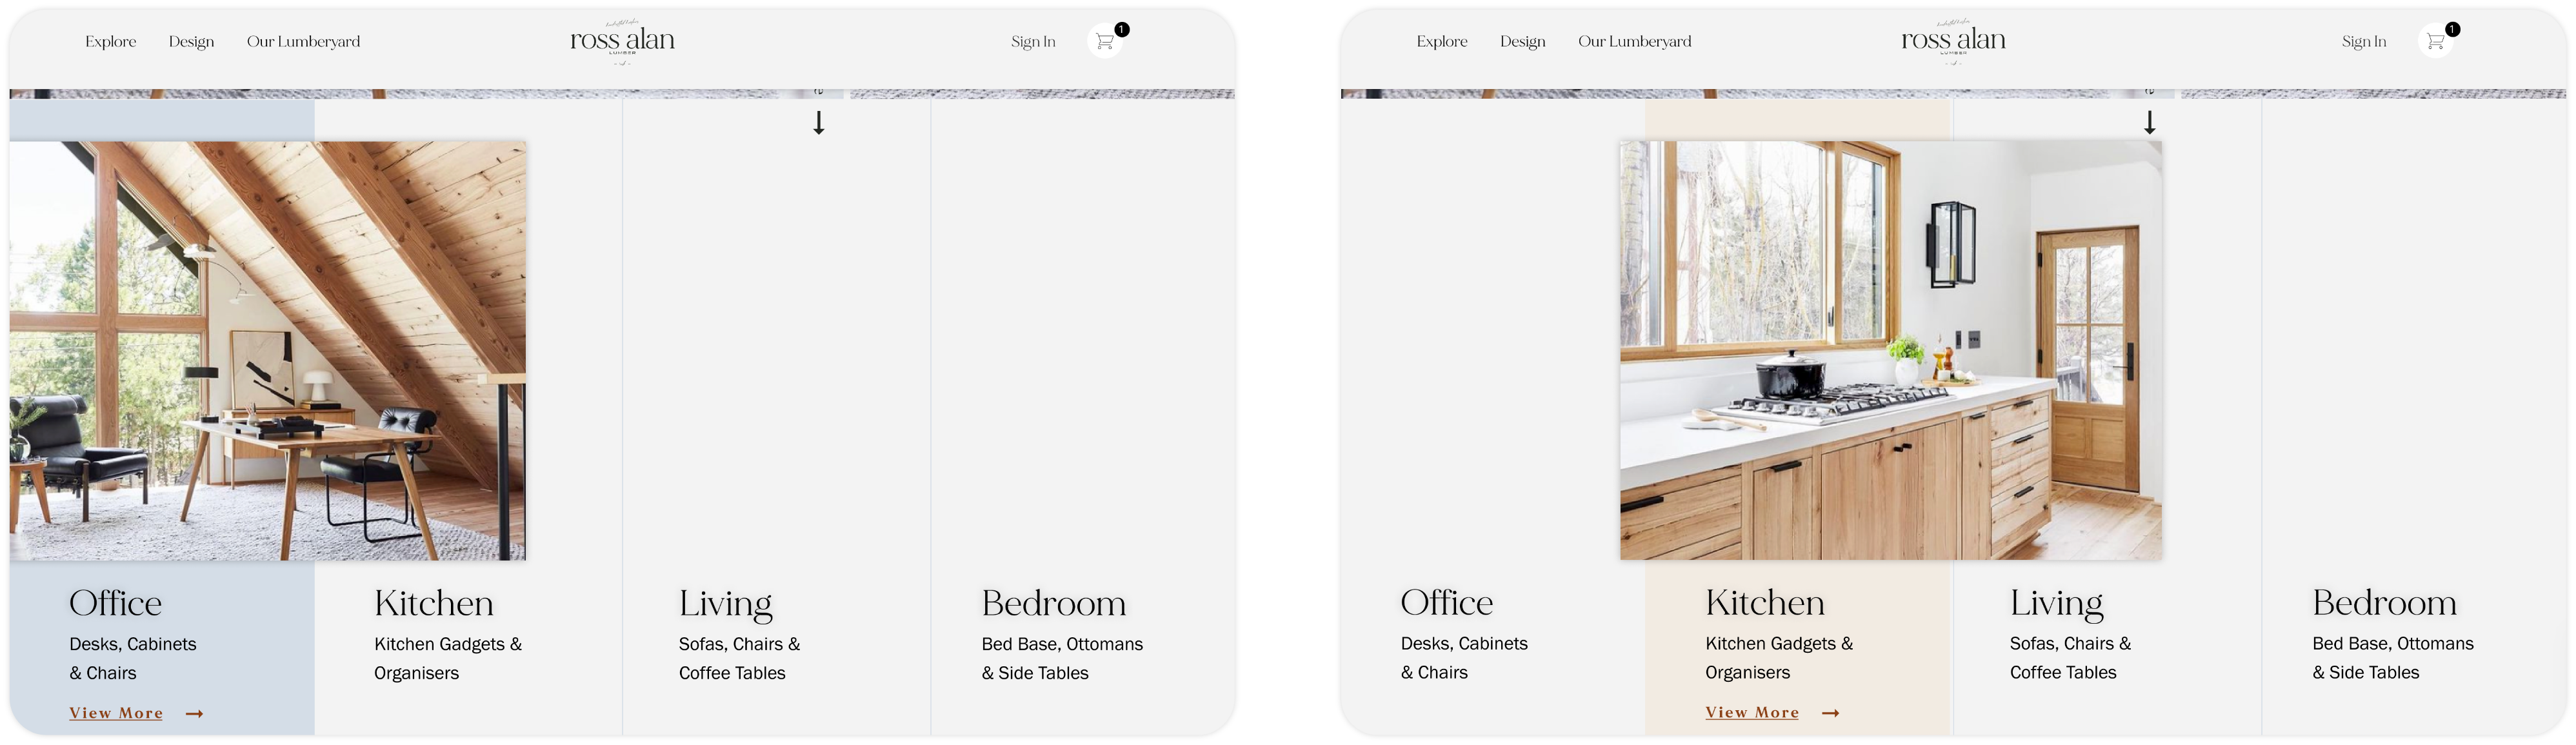 Explore Design Our Lumberyard
ross alan
LUMBER
Sign In
1
Office
Desks, Cabinets
& Chairs
View More
Kitchen
Kitchen Gadgets &
Organisers
Living
Sofas, Chairs &
Coffee Tables
Bedroom
Bed Base, Ottomans
& Side Tables
Explore Design Our Lumberyard
ross alan
LUMBER
Sign In
1
Office
Desks, Cabinets
& Chairs
Kitchen
Kitchen Gadgets &
Organisers
View More
Living
Sofas, Chairs &
Coffee Tables
Bedroom
Bed Base, Ottomans
& Side Tables